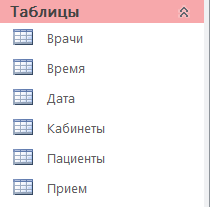 Таблицы
Врачи
Время
Дата
Кабинеты
Пациенты
Прием